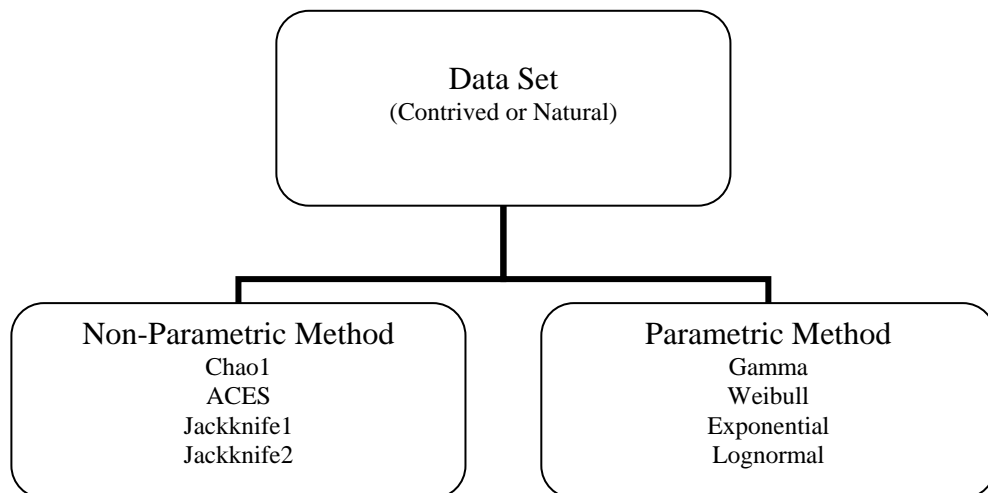 Data Set
(Contrived or Natural)
Non-Parametric Method
Chao1
ACES
Jackknife1
Jackknife2
Parametric Method
Gamma
Weibull
Exponential
Lognormal